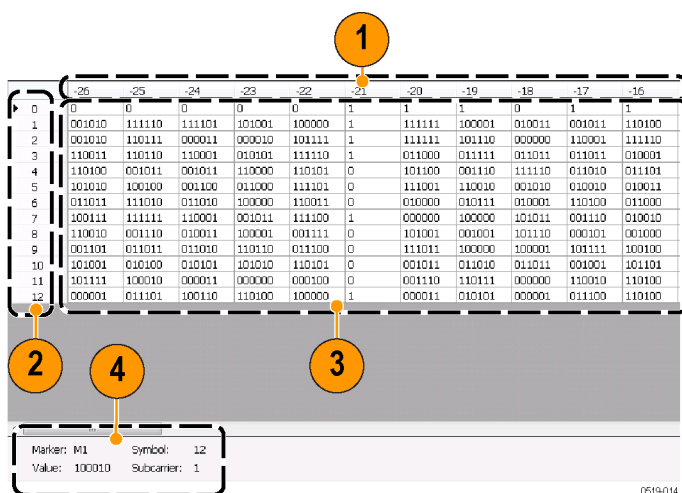 1
-26 -25 -24 -23 -22 -21 -20 -19 -18 -17 -16
0 0 0 0 0 0 1 1 1 0 1 1
1 001010 111110 111101 101001 100000 1 111111 100001 010011 001011 110100
2 001010 110111 000011 000010 101111 1 111111 101110 000000 110001 111110
3 110011 110110 110001 010101 111110 1 011000 011111 011011 011011 010001
4 110100 001011 001011 110000 110101 0 101100 001110 111110 011010 011101
5 101010 100100 001100 011000 111101 0 111001 110010 001010 010010 010011
6 011011 111010 011010 100000 110011 0 010000 010111 010001 110100 011000
7 100111 111111 110001 001011 111100 1 000000 100000 101011 001110 010010
8 110010 001110 010011 100001 001111 0 101001 001001 101110 000101 001000
9 001101 011011 011010 110110 011100 0 111011 100000 100001 101111 100100
10 101001 010100 010101 101010 110101 0 001011 011010 011011 001001 101101
11 101111 100010 000011 000000 000100 0 001110 110111 000000 110010 110100
12 000001 011101 100110 110100 100000 1 000011 010101 000001 011100 110100
2 4 3
Marker: M1 Symbol: 12
Value: 100010 Subcarrier: 1
0519-014